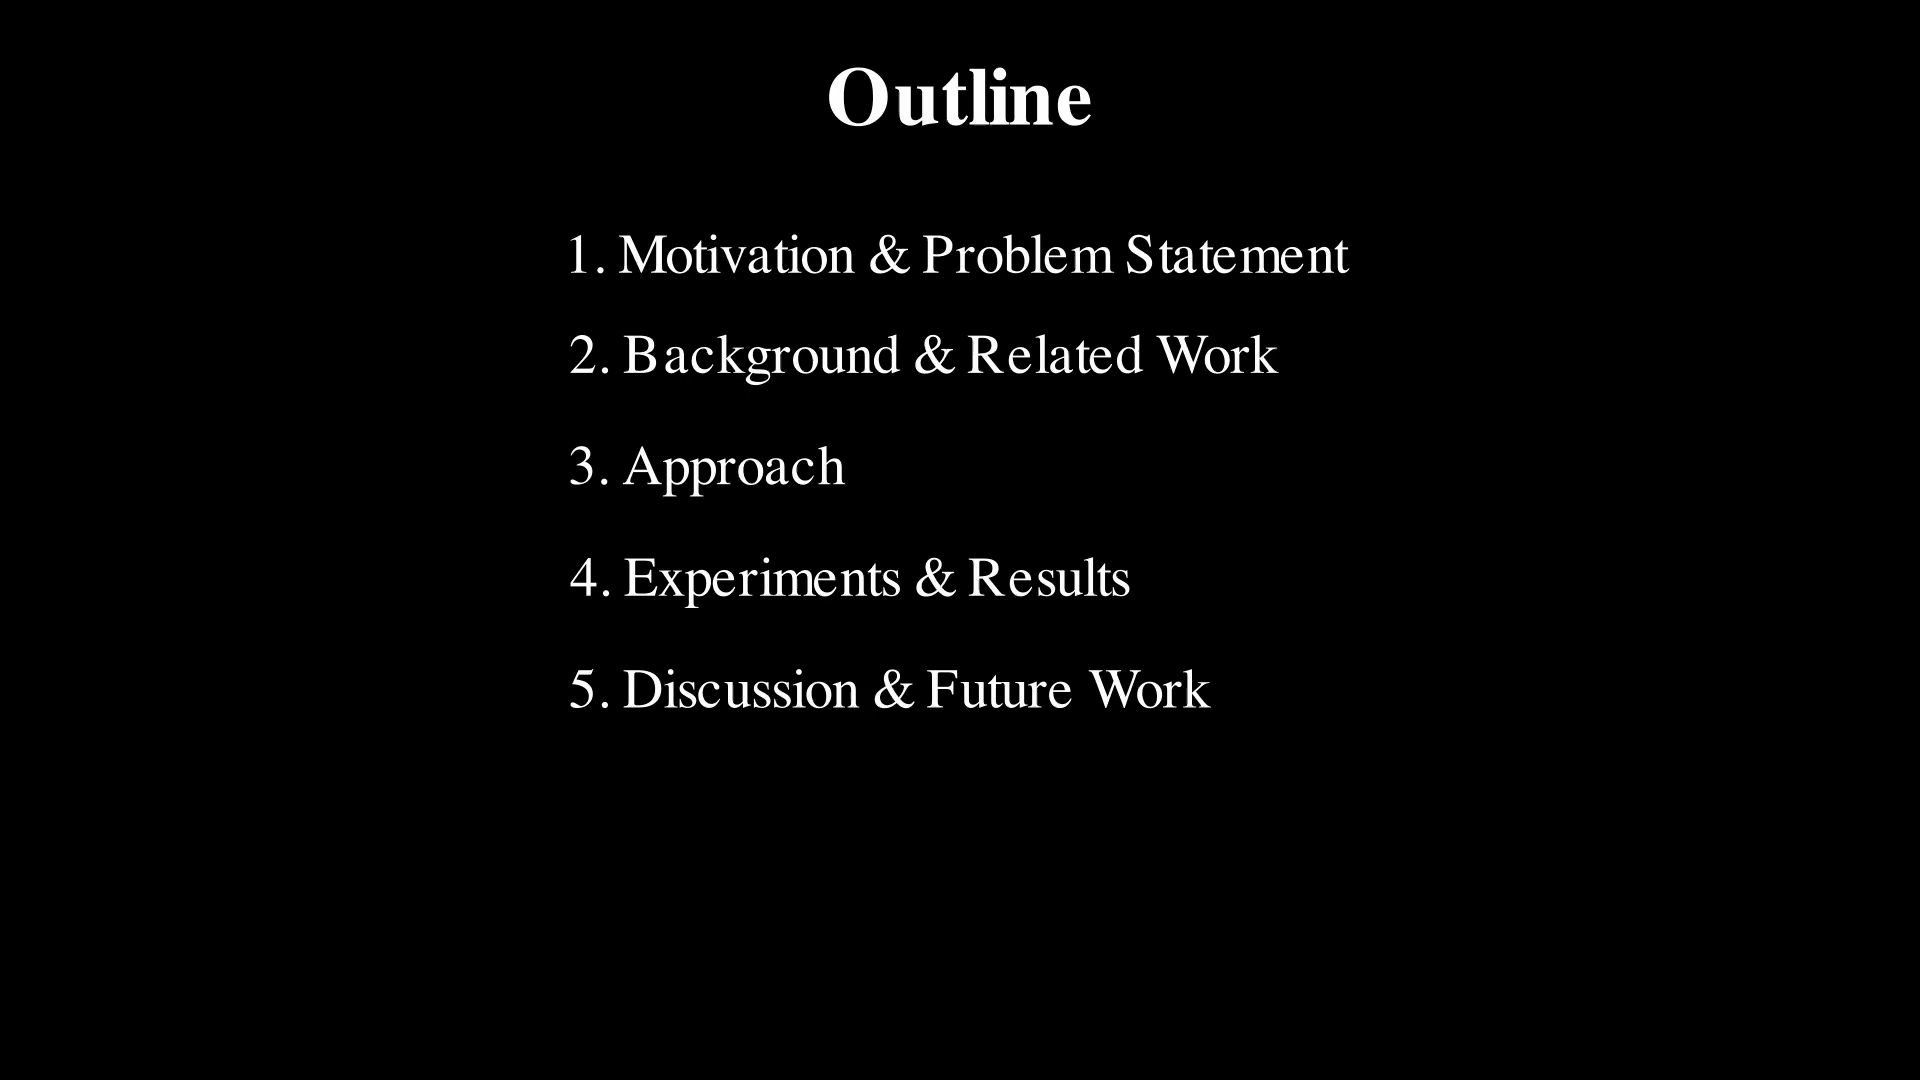 Outline
1. Motivation & Problem Statement
2. Background & Related Work
3. Approach
4. Experiments & Results
5. Discussion & Future Work